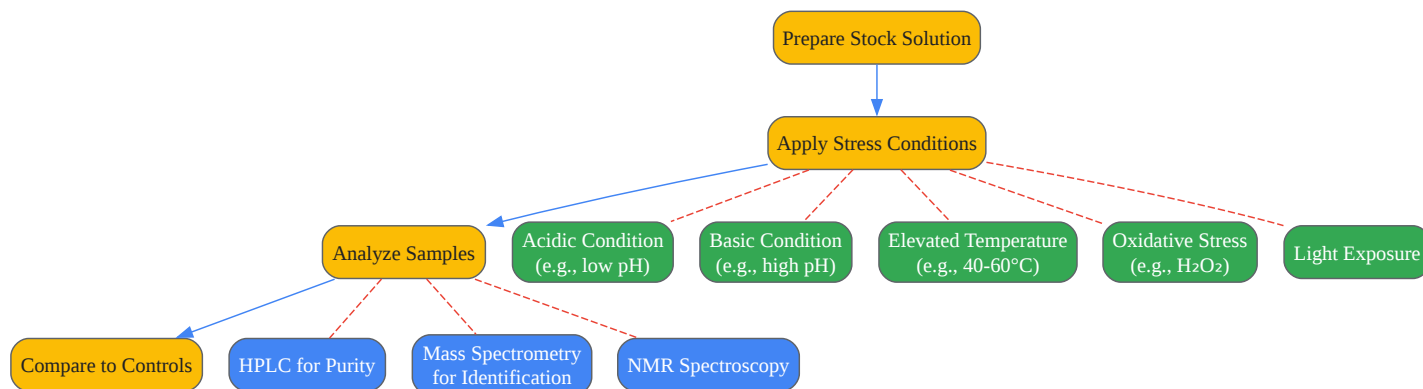 Prepare Stock Solution
Apply Stress Conditions
Analyze Samples
Acidic Condition
(e.g., low pH)
Basic Condition
(e.g., high pH)
Elevated Temperature
(e.g., 40-60°C)
Oxidative Stress
(e.g., H₂O₂)
Light Exposure
Compare to Controls
HPLC for Purity
Mass Spectrometry
for Identification
NMR Spectroscopy